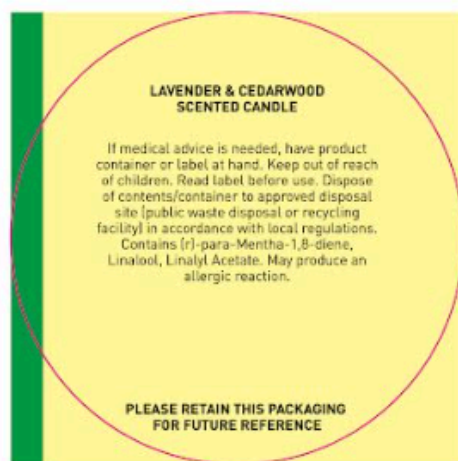 LAVENDER & CEDARWOOD
SCENTED CANDLE
If medical advice is needed, have product
container or label at hand. Keep out of reach
of children. Read label before use. Dispose
of contents/container to approved disposal
site (public waste disposal or recycling
facility) in accordance with local regulations.
Contains (r)-para-Mentha-1,8-diene,
Linalool, Linalyl Acetate. May produce an
allergic reaction.
PLEASE RETAIN THIS PACKAGING
FOR FUTURE REFERENCE